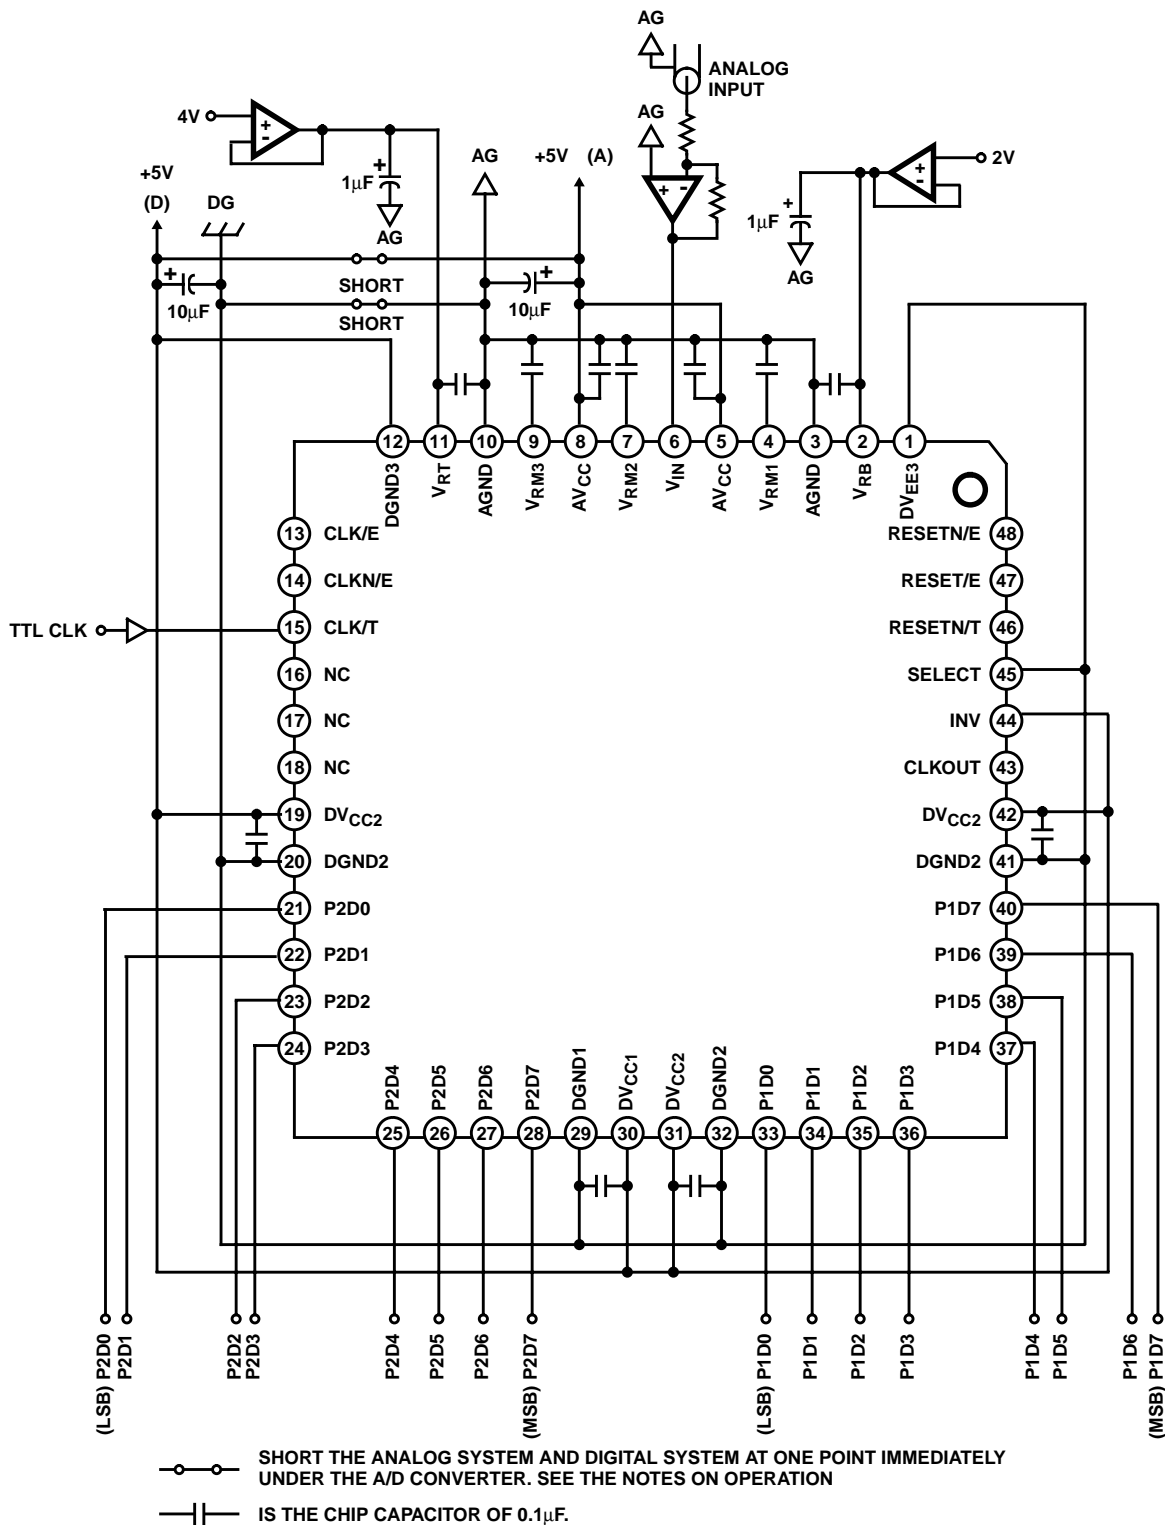 AG
ANALOG
INPUT
4V
+
-
AG
AG
+5V (A)
+ -
+
-
2V
+5V
(D)
DG
+
1μF
AG
+
1μF
AG
+
10μF
SHORT
SHORT
+
10μF
12 11 10 9 8 7 6 5 4 3 2 1
DGND3 VRT AGND VRM3 AVCC VRM2 VIN AVCC VRM1 AGND VRB DVEE3
13 CLK/E
14 CLKN/E
TTL CLK 15 CLK/T
16 NC
17 NC
18 NC
19 DVCC2
20 DGND2
21 P2D0
22 P2D1
23 P2D2
24 P2D3
RESETN/E 48
RESET/E 47
RESETN/T 46
SELECT 45
INV 44
CLKOUT 43
DVCC2 42
DGND2 41
P1D7 40
P1D6 39
P1D5 38
P1D4 37
P2D4 P2D5 P2D6 P2D7 DGND1 DVCC1 DVCC2 DGND2 P1D0 P1D1 P1D2 P1D3
25 26 27 28 29 30 31 32 33 34 35 36
(LSB) P2D0
P2D1
P2D2
P2D3
P2D4
P2D5
P2D6
(MSB) P2D7
(LSB) P1D0
P1D1
P1D2
P1D3
P1D4
P1D5
P1D6
(MSB) P1D7
SHORT THE ANALOG SYSTEM AND DIGITAL SYSTEM AT ONE POINT IMMEDIATELY
UNDER THE A/D CONVERTER. SEE THE NOTES ON OPERATION
IS THE CHIP CAPACITOR OF 0.1μF.